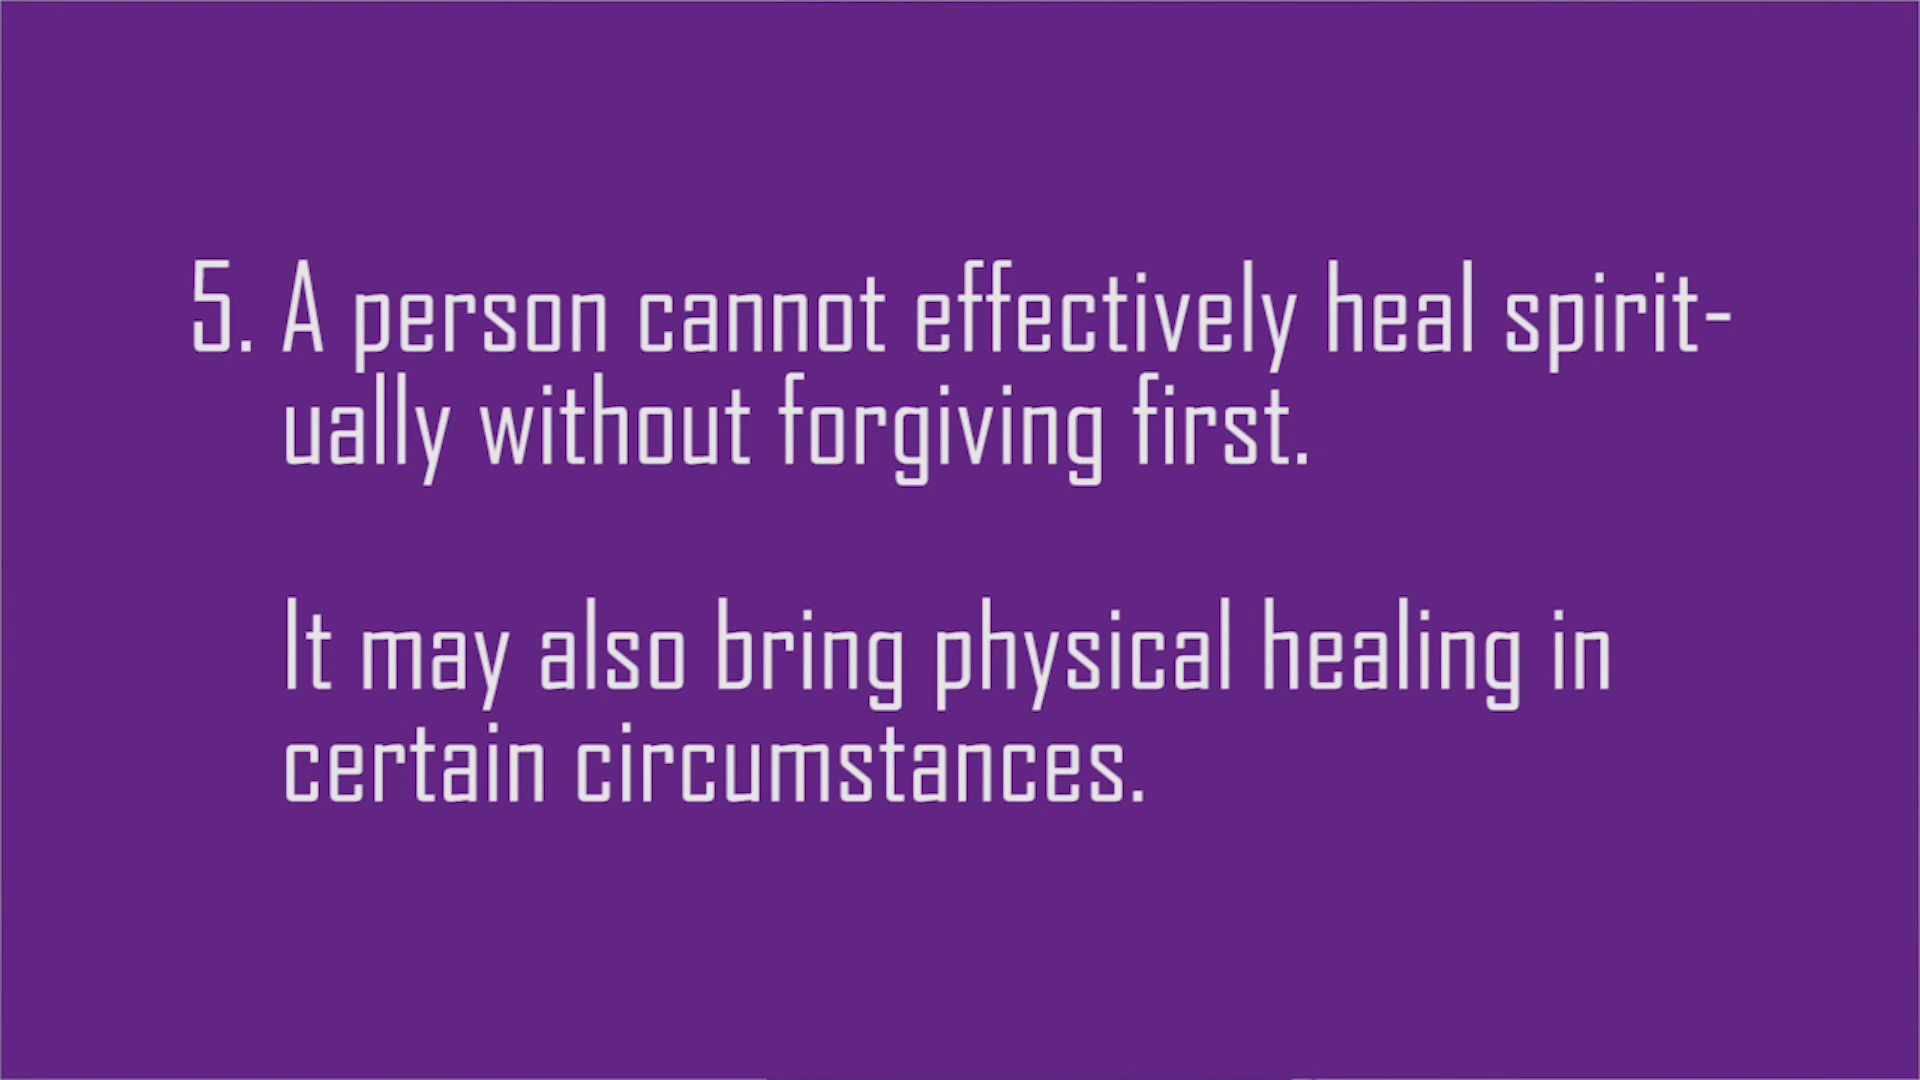 5. A person cannot effectively heal spirit-
ually without forgiving first.
It may also bring physical healing in
certain circumstances.